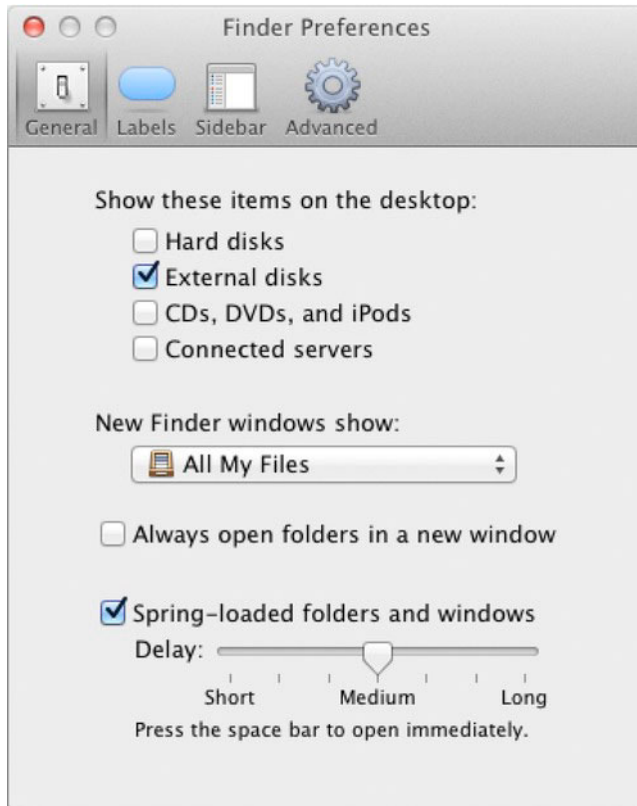 Finder Preferences
General Labels Sidebar Advanced
Show these items on the desktop:
Hard disks
External disks
CDs, DVDs, and iPods
Connected servers
New Finder windows show:
All My Files
Always open folders in a new window
Spring-loaded folders and windows
Delay:
Short Medium Long
Press the space bar to open immediately.